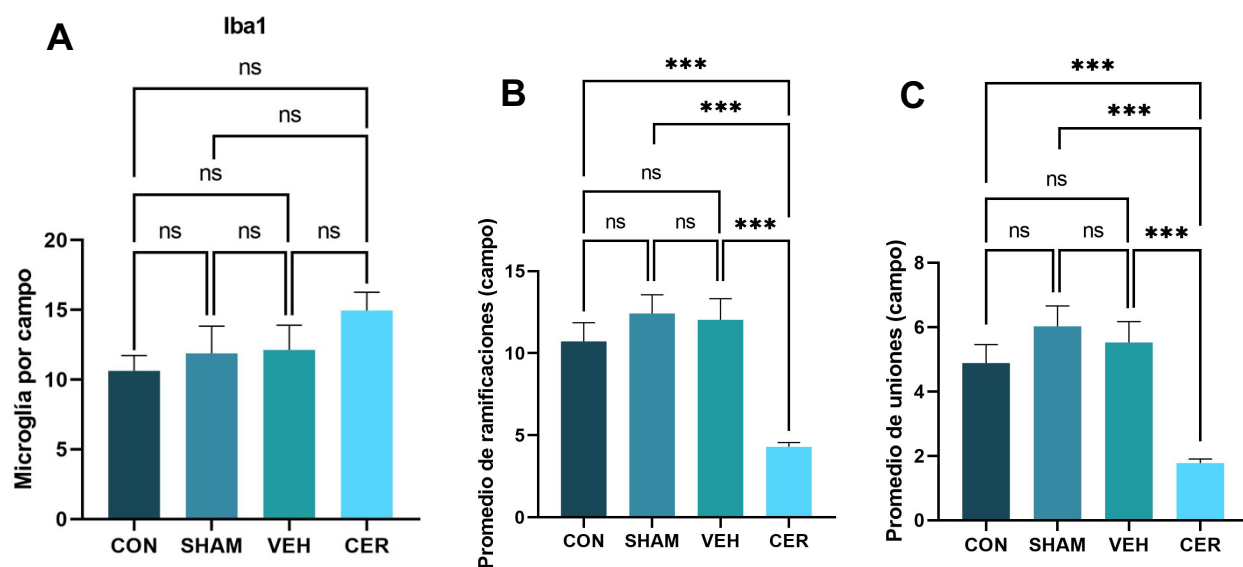 A
Iba1
ns
ns
ns
ns
ns
ns
Microglía por campo
20
15
10
5
0
CON SHAM VEH CER
B
***
***
ns
ns
ns
***
Promedio de ramificaciones (campo)
15
10
5
0
CON SHAM VEH CER
C
***
***
ns
ns
ns
***
Promedio de uniones (campo)
8
6
4
2
0
CON SHAM VEH CER